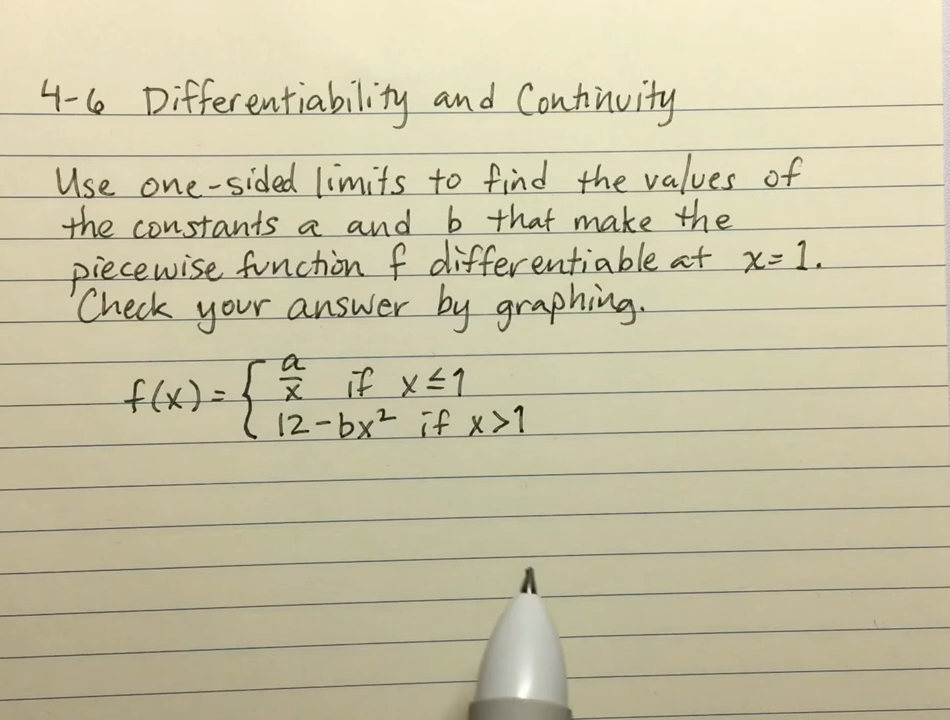 4-6 Differentiability and Continuity
Use one-sided limits to find the values of
the constants a and b that make the
piecewise function f differentiable at x=1.
Check your answer by graphing.
f(x) = { a/x if x≤1
12-bx² if x>1